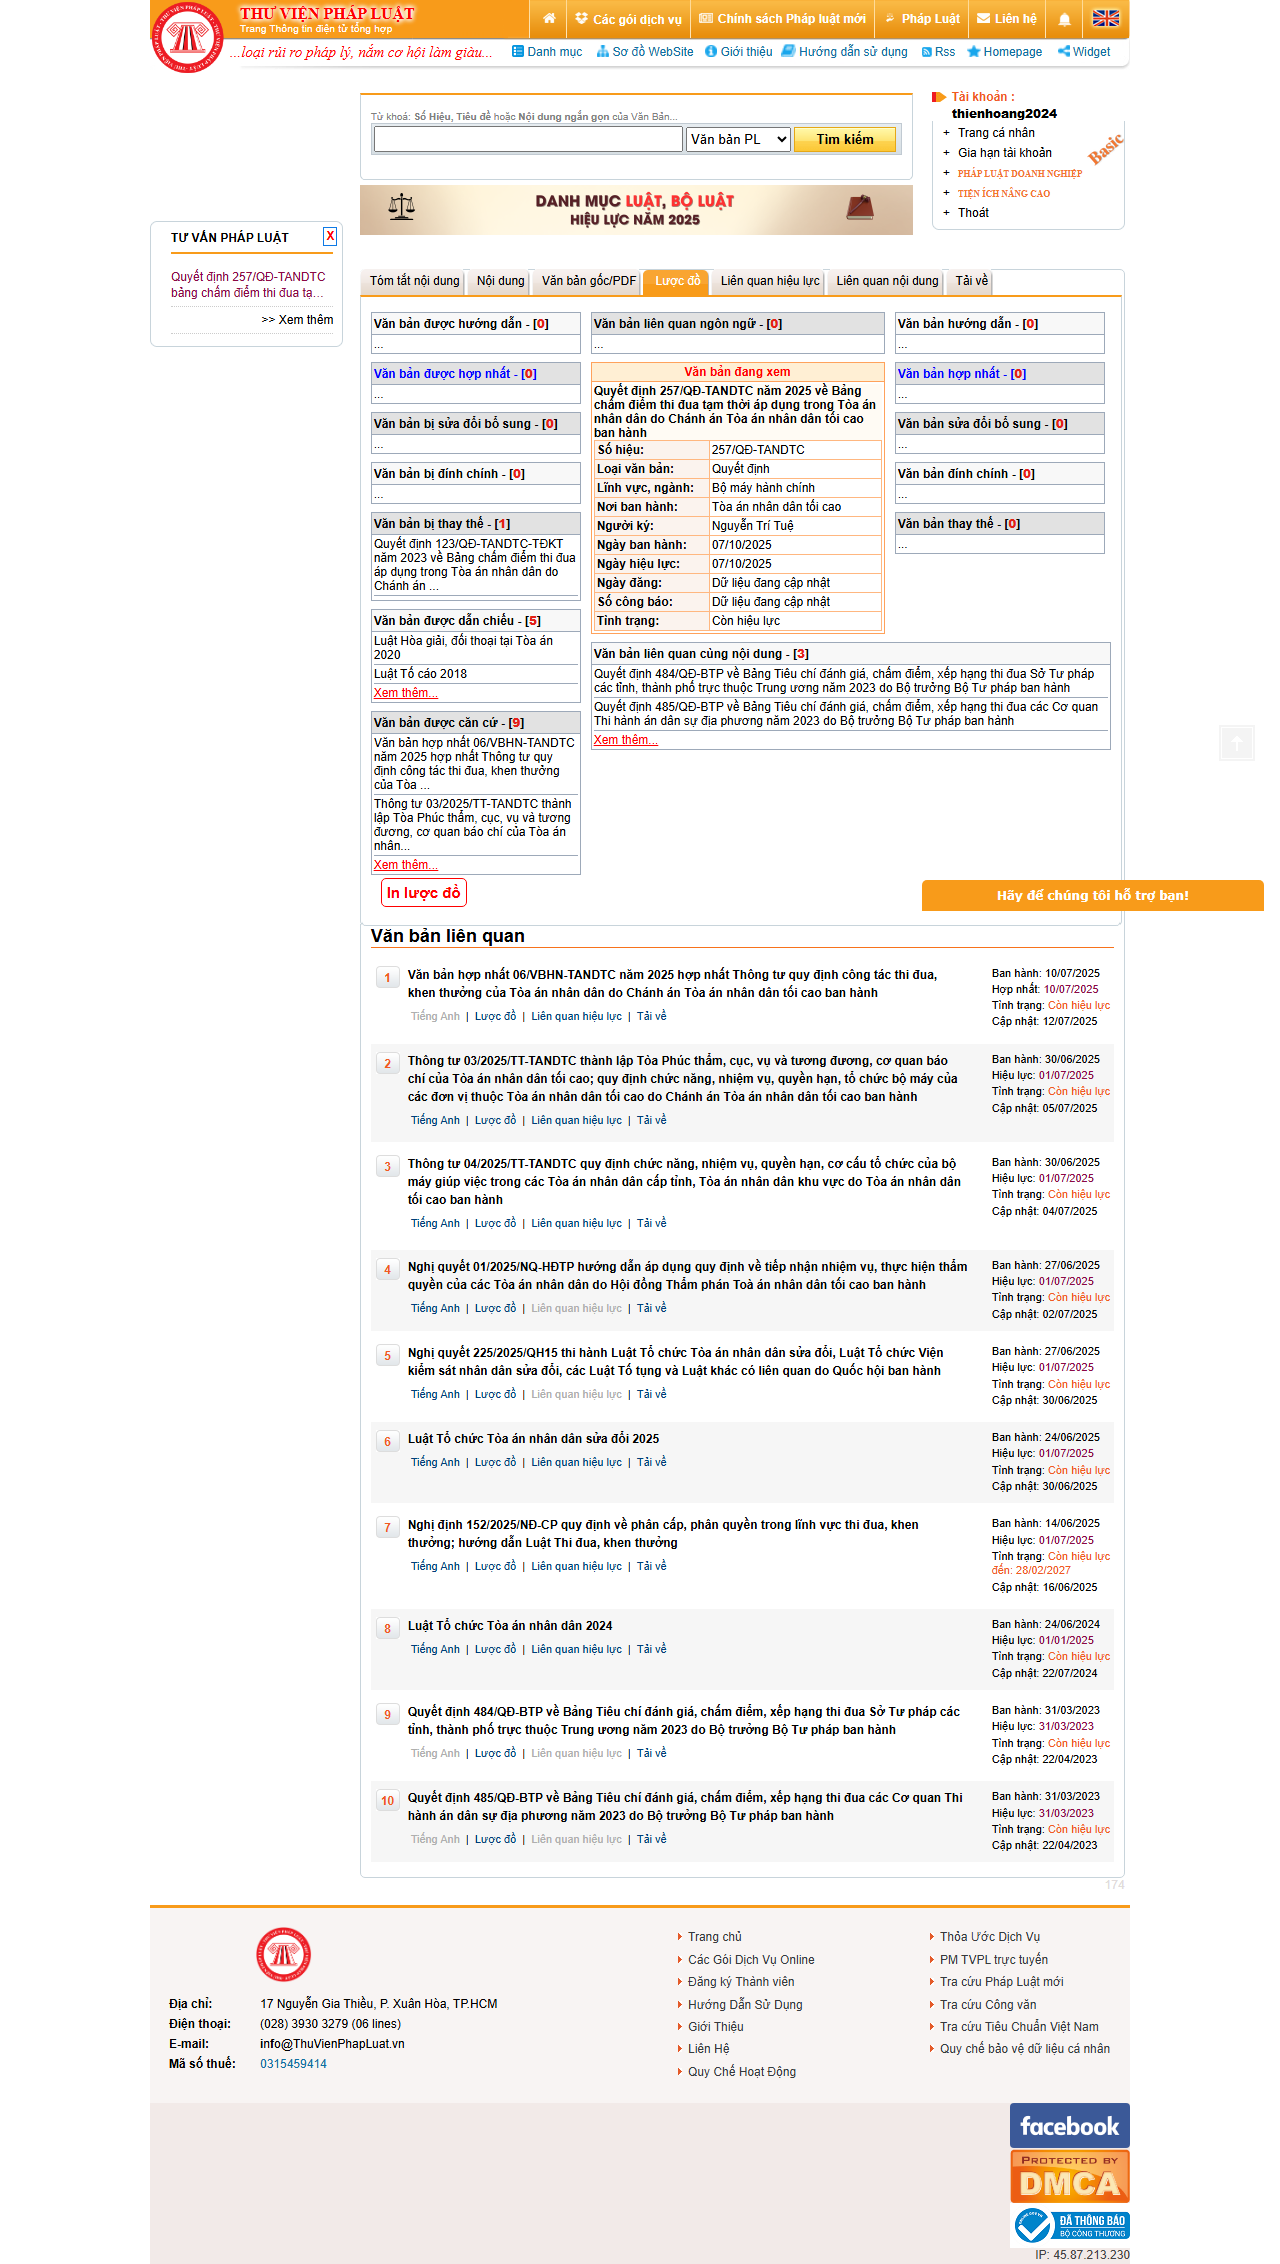 THƯ VIỆN PHÁP LUẬT
Trang Thông tin điện tử tổng hợp
Các gói dịch vụ
Chính sách Pháp luật mới
Pháp Luật
Liên hệ
...loại rủi ro pháp lý, nắm cơ hội làm giàu...
Danh mục
Sơ đồ WebSite
Giới thiệu
Hướng dẫn sử dụng
Rss
Homepage
Widget
Từ khoá: Số Hiệu, Tiêu đề hoặc Nội dung ngắn gọn của Văn Bản...
Văn bản PL
Tìm kiếm
Tài khoản :
thienhoang2024
+ Trang cá nhân
+ Gia hạn tài khoản
+ PHÁP LUẬT DOANH NGHIỆP
+ TIỆN ÍCH NÂNG CAO
+ Thoát
Basic
DANH MỤC LUẬT, BỘ LUẬT
HIỆU LỰC NĂM 2025
TƯ VẤN PHÁP LUẬT
X
Quyết định 257/QĐ-TANDTC
bảng chấm điểm thi đua tạ...
>> Xem thêm
Tóm tắt nội dung
Nội dung
Văn bản gốc/PDF
Lược đồ
Liên quan hiệu lực
Liên quan nội dung
Tải về
Văn bản được hướng dẫn - [0]
...
Văn bản được hợp nhất - [0]
...
Văn bản bị sửa đổi bổ sung - [0]
...
Văn bản bị đính chính - [0]
...
Văn bản bị thay thế - [1]
Quyết định 123/QĐ-TANDTC-TĐKT
năm 2023 về Bảng chấm điểm thi đua
áp dụng trong Tòa án nhân dân do
Chánh án ...
Văn bản được dẫn chiếu - [5]
Luật Hòa giải, đối thoại tại Tòa án
2020
Luật Tố cáo 2018
Xem thêm...
Văn bản được căn cứ - [9]
Văn bản hợp nhất 06/VBHN-TANDTC
năm 2025 hợp nhất Thông tư quy
định công tác thi đua, khen thưởng
của Tòa ...
Thông tư 03/2025/TT-TANDTC thành
lập Tòa Phúc thẩm, cục, vụ và tương
đương, cơ quan báo chí của Tòa án
nhân...
Xem thêm...
In lược đồ
Văn bản liên quan ngôn ngữ - [0]
...
Văn bản đang xem
Quyết định 257/QĐ-TANDTC năm 2025 về Bảng
chấm điểm thi đua tạm thời áp dụng trong Tòa án
nhân dân do Chánh án Tòa án nhân dân tối cao
ban hành
Số hiệu: 257/QĐ-TANDTC
Loại văn bản: Quyết định
Lĩnh vực, ngành: Bộ máy hành chính
Nơi ban hành: Tòa án nhân dân tối cao
Người ký: Nguyễn Trí Tuệ
Ngày ban hành: 07/10/2025
Ngày hiệu lực: 07/10/2025
Ngày đăng: Dữ liệu đang cập nhật
Số công báo: Dữ liệu đang cập nhật
Tình trạng: Còn hiệu lực
Văn bản liên quan cùng nội dung - [3]
Quyết định 484/QĐ-BTP về Bảng Tiêu chí đánh giá, chấm điểm, xếp hạng thi đua Sở Tư pháp
các tỉnh, thành phố trực thuộc Trung ương năm 2023 do Bộ trưởng Bộ Tư pháp ban hành
Quyết định 485/QĐ-BTP về Bảng Tiêu chí đánh giá, chấm điểm, xếp hạng thi đua các Cơ quan
Thi hành án dân sự địa phương năm 2023 do Bộ trưởng Bộ Tư pháp ban hành
Xem thêm...
Văn bản hướng dẫn - [0]
...
Văn bản hợp nhất - [0]
...
Văn bản sửa đổi bổ sung - [0]
...
Văn bản đính chính - [0]
...
Văn bản thay thế - [0]
...
Hãy để chúng tôi hỗ trợ bạn!
Văn bản liên quan
1
Văn bản hợp nhất 06/VBHN-TANDTC năm 2025 hợp nhất Thông tư quy định công tác thi đua,
khen thưởng của Tòa án nhân dân do Chánh án Tòa án nhân dân tối cao ban hành
Tiếng Anh | Lược đồ | Liên quan hiệu lực | Tải về
Ban hành: 10/07/2025
Hợp nhất: 10/07/2025
Tình trạng: Còn hiệu lực
Cập nhật: 12/07/2025
2
Thông tư 03/2025/TT-TANDTC thành lập Tòa Phúc thẩm, cục, vụ và tương đương, cơ quan báo
chí của Tòa án nhân dân tối cao; quy định chức năng, nhiệm vụ, quyền hạn, tổ chức bộ máy của
các đơn vị thuộc Tòa án nhân dân tối cao do Chánh án Tòa án nhân dân tối cao ban hành
Tiếng Anh | Lược đồ | Liên quan hiệu lực | Tải về
Ban hành: 30/06/2025
Hiệu lực: 01/07/2025
Tình trạng: Còn hiệu lực
Cập nhật: 05/07/2025
3
Thông tư 04/2025/TT-TANDTC quy định chức năng, nhiệm vụ, quyền hạn, cơ cấu tổ chức của bộ
máy giúp việc trong các Tòa án nhân dân cấp tỉnh, Tòa án nhân dân khu vực do Tòa án nhân dân
tối cao ban hành
Tiếng Anh | Lược đồ | Liên quan hiệu lực | Tải về
Ban hành: 30/06/2025
Hiệu lực: 01/07/2025
Tình trạng: Còn hiệu lực
Cập nhật: 04/07/2025
4
Nghị quyết 01/2025/NQ-HĐTP hướng dẫn áp dụng quy định về tiếp nhận nhiệm vụ, thực hiện thẩm
quyền của các Tòa án nhân dân do Hội đồng Thẩm phán Toà án nhân dân tối cao ban hành
Tiếng Anh | Lược đồ | Liên quan hiệu lực | Tải về
Ban hành: 27/06/2025
Hiệu lực: 01/07/2025
Tình trạng: Còn hiệu lực
Cập nhật: 02/07/2025
5
Nghị quyết 225/2025/QH15 thi hành Luật Tổ chức Tòa án nhân dân sửa đổi, Luật Tổ chức Viện
kiểm sát nhân dân sửa đổi, các Luật Tố tụng và Luật khác có liên quan do Quốc hội ban hành
Tiếng Anh | Lược đồ | Liên quan hiệu lực | Tải về
Ban hành: 27/06/2025
Hiệu lực: 01/07/2025
Tình trạng: Còn hiệu lực
Cập nhật: 30/06/2025
6
Luật Tổ chức Tòa án nhân dân sửa đổi 2025
Tiếng Anh | Lược đồ | Liên quan hiệu lực | Tải về
Ban hành: 24/06/2025
Hiệu lực: 01/07/2025
Tình trạng: Còn hiệu lực
Cập nhật: 30/06/2025
7
Nghị định 152/2025/NĐ-CP quy định về phân cấp, phân quyền trong lĩnh vực thi đua, khen
thưởng; hướng dẫn Luật Thi đua, khen thưởng
Tiếng Anh | Lược đồ | Liên quan hiệu lực | Tải về
Ban hành: 14/06/2025
Hiệu lực: 01/07/2025
Tình trạng: Còn hiệu lực
đến: 28/02/2027
Cập nhật: 16/06/2025
8
Luật Tổ chức Tòa án nhân dân 2024
Tiếng Anh | Lược đồ | Liên quan hiệu lực | Tải về
Ban hành: 24/06/2024
Hiệu lực: 01/01/2025
Tình trạng: Còn hiệu lực
Cập nhật: 22/07/2024
9
Quyết định 484/QĐ-BTP về Bảng Tiêu chí đánh giá, chấm điểm, xếp hạng thi đua Sở Tư pháp các
tỉnh, thành phố trực thuộc Trung ương năm 2023 do Bộ trưởng Bộ Tư pháp ban hành
Tiếng Anh | Lược đồ | Liên quan hiệu lực | Tải về
Ban hành: 31/03/2023
Hiệu lực: 31/03/2023
Tình trạng: Còn hiệu lực
Cập nhật: 22/04/2023
10
Quyết định 485/QĐ-BTP về Bảng Tiêu chí đánh giá, chấm điểm, xếp hạng thi đua các Cơ quan Thi
hành án dân sự địa phương năm 2023 do Bộ trưởng Bộ Tư pháp ban hành
Tiếng Anh | Lược đồ | Liên quan hiệu lực | Tải về
Ban hành: 31/03/2023
Hiệu lực: 31/03/2023
Tình trạng: Còn hiệu lực
Cập nhật: 22/04/2023
174
Địa chỉ: 17 Nguyễn Gia Thiều, P. Xuân Hòa, TP.HCM
Điện thoại: (028) 3930 3279 (06 lines)
E-mail: info@ThuVienPhapLuat.vn
Mã số thuế: 0315459414
Trang chủ
Các Gói Dịch Vụ Online
Đăng ký Thành viên
Hướng Dẫn Sử Dụng
Giới Thiệu
Liên Hệ
Quy Chế Hoạt Động
Thỏa Ước Dịch Vụ
PM TVPL trực tuyến
Tra cứu Pháp Luật mới
Tra cứu Công văn
Tra cứu Tiêu Chuẩn Việt Nam
Quy chế bảo vệ dữ liệu cá nhân
facebook
PROTECTED BY
DMCA
ĐÃ THÔNG BÁO
BỘ CÔNG THƯƠNG
IP: 45.87.213.230